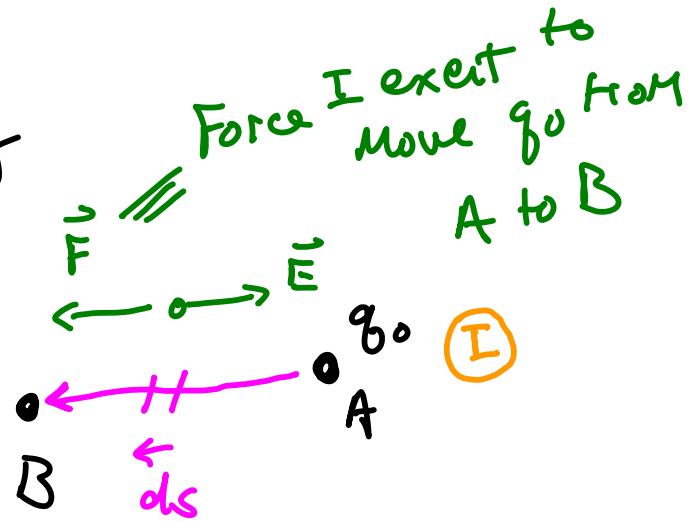 Force I exert to
move q₀ from
A to B
F⃗
E⃗
q₀
I
A
B
ds